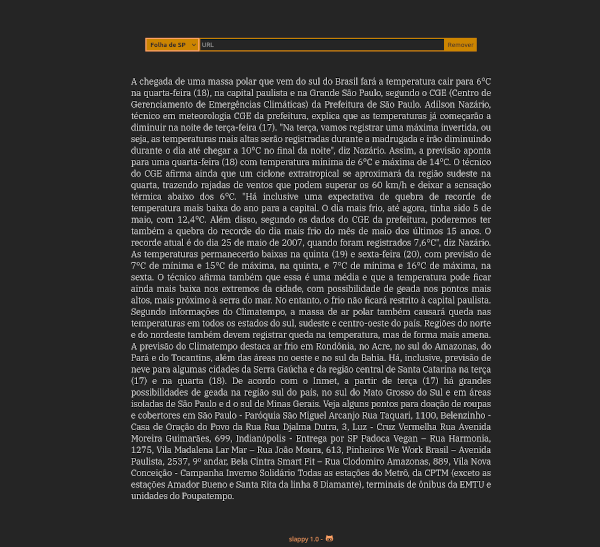 Folha de SP URL Remover
A chegada de uma massa polar que vem do sul do Brasil fará a temperatura cair para 6ºC
na quarta-feira (18), na capital paulista e na Grande São Paulo, segundo o CGE (Centro de
Gerenciamento de Emergências Climáticas) da Prefeitura de São Paulo. Adilson Nazário,
técnico em meteorologia CGE da prefeitura, explica que as temperaturas já começarão a
diminuir na noite de terça-feira (17). "Na terça, vamos registrar uma máxima invertida, ou
seja, as temperaturas mais altas serão registradas durante a madrugada e irão diminuindo
durante o dia até chegar a 10ºC no final da noite", diz Nazário. Assim, a previsão aponta
para uma quarta-feira (18) com temperatura mínima de 6ºC e máxima de 14ºC. O técnico
do CGE afirma ainda que um ciclone extratropical se aproximará da região sudeste na
quarta, trazendo rajadas de ventos que podem superar os 60 km/h e deixar a sensação
térmica abaixo dos 6ºC. "Há inclusive uma expectativa de quebra de recorde de
temperatura mais baixa do ano para a capital. O dia mais frio, até agora, tinha sido 5 de
maio, com 12,4ºC. Além disso, segundo os dados do CGE da prefeitura, poderemos ter
também a quebra do recorde do dia mais frio do mês de maio dos últimos 15 anos. O
recorde atual é do dia 25 de maio de 2007, quando foram registrados 7,6ºC", diz Nazário.
As temperaturas permanecerão baixas na quinta (19) e sexta-feira (20), com previsão de
7ºC de mínima e 15ºC de máxima, na quinta, e 7ºC de mínima e 16ºC de máxima, na
sexta. O técnico afirma também que essa é uma média e que a temperatura pode ficar
ainda mais baixa nos extremos da cidade, com possibilidade de geada nos pontos mais
altos, mais próximo à serra do mar. No entanto, o frio não ficará restrito à capital paulista.
Segundo informações do Climatempo, a massa de ar polar também causará queda nas
temperaturas em todos os estados do sul, sudeste e centro-oeste do país. Regiões do norte
e do nordeste também devem registrar queda na temperatura, mas de forma mais amena.
A previsão do Climatempo destaca ar frio em Rondônia, no Acre, no sul do Amazonas, do
Pará e do Tocantins, além das áreas no oeste e no sul da Bahia. Há, inclusive, previsão de
neve para algumas cidades da Serra Gaúcha e da região central de Santa Catarina na terça
(17) e na quarta (18). De acordo com o Inmet, a partir de terça (17) há grandes
possibilidades de geada na região sul do país, no sul do Mato Grosso do Sul e em áreas
isoladas de São Paulo e d o sul de Minas Gerais. Veja alguns pontos para doação de roupas
e cobertores em São Paulo - Paróquia São Miguel Arcanjo Rua Taquari, 1100, Belenzinho -
Casa de Oração do Povo da Rua Rua Djalma Dutra, 3, Luz - Cruz Vermelha Rua Avenida
Moreira Guimarães, 699, Indianópolis - Entrega por SP Padoca Vegan – Rua Harmonia,
1275, Vila Madalena Lar Mar – Rua João Moura, 613, Pinheiros We Work Brasil – Avenida
Paulista, 2537, 9º andar, Bela Cintra Smart Fit – Rua Clodomiro Amazonas, 889, Vila Nova
Conceição - Campanha Inverno Solidário Todas as estações do Metrô, da CPTM (exceto as
estações Amador Bueno e Santa Rita da linha 8 Diamante), terminais de ônibus da EMTU e
unidades do Poupatempo.
slappy 1.0 -